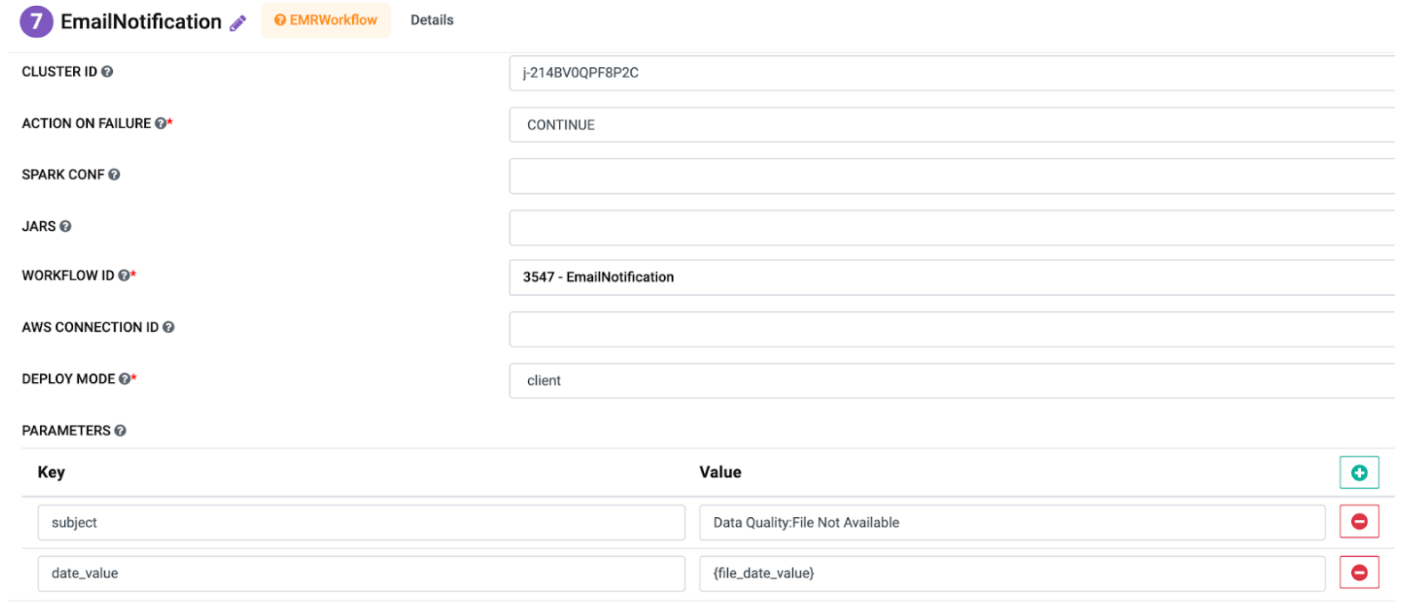 7 EmailNotification EMRWorkflow Details
CLUSTER ID * j-214BV0QPF8P2C
ACTION ON FAILURE * CONTINUE
SPARK CONF
JARS
WORKFLOW ID * 3547 - EmailNotification
AWS CONNECTION ID
DEPLOY MODE * client
PARAMETERS
Key Value
subject Data Quality:File Not Available
date_value {file_date_value}